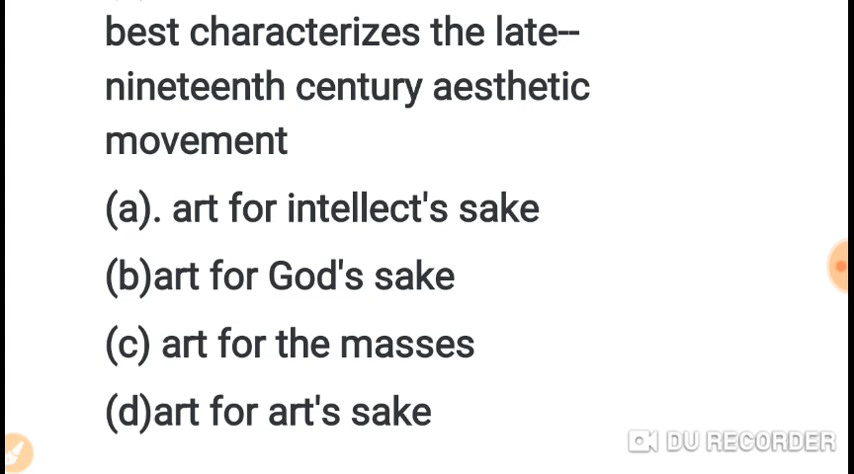 best characterizes the late--
nineteenth century aesthetic
movement
(a). art for intellect's sake
(b)art for God's sake
(c) art for the masses
(d)art for art's sake
DU RECORDER